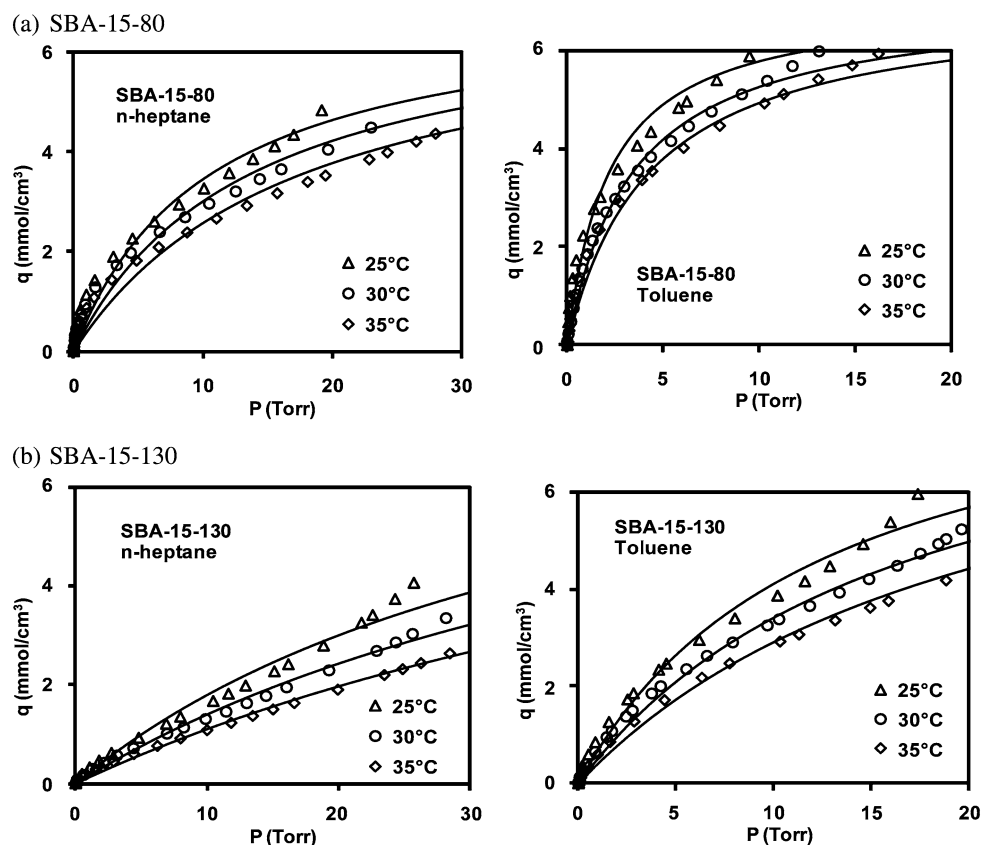 (a) SBA-15-80
6
4
2
0
q (mmol/cm³)
SBA-15-80
n-heptane
25°C
30°C
35°C
0 10 20 30
P (Torr)
6
4
2
0
q (mmol/cm³)
SBA-15-80
Toluene
25°C
30°C
35°C
0 5 10 15 20
P (Torr)
(b) SBA-15-130
6
4
2
0
q (mmol/cm³)
SBA-15-130
n-heptane
25°C
30°C
35°C
0 10 20 30
P (Torr)
6
4
2
0
q (mmol/cm³)
SBA-15-130
Toluene
25°C
30°C
35°C
0 5 10 15 20
P (Torr)